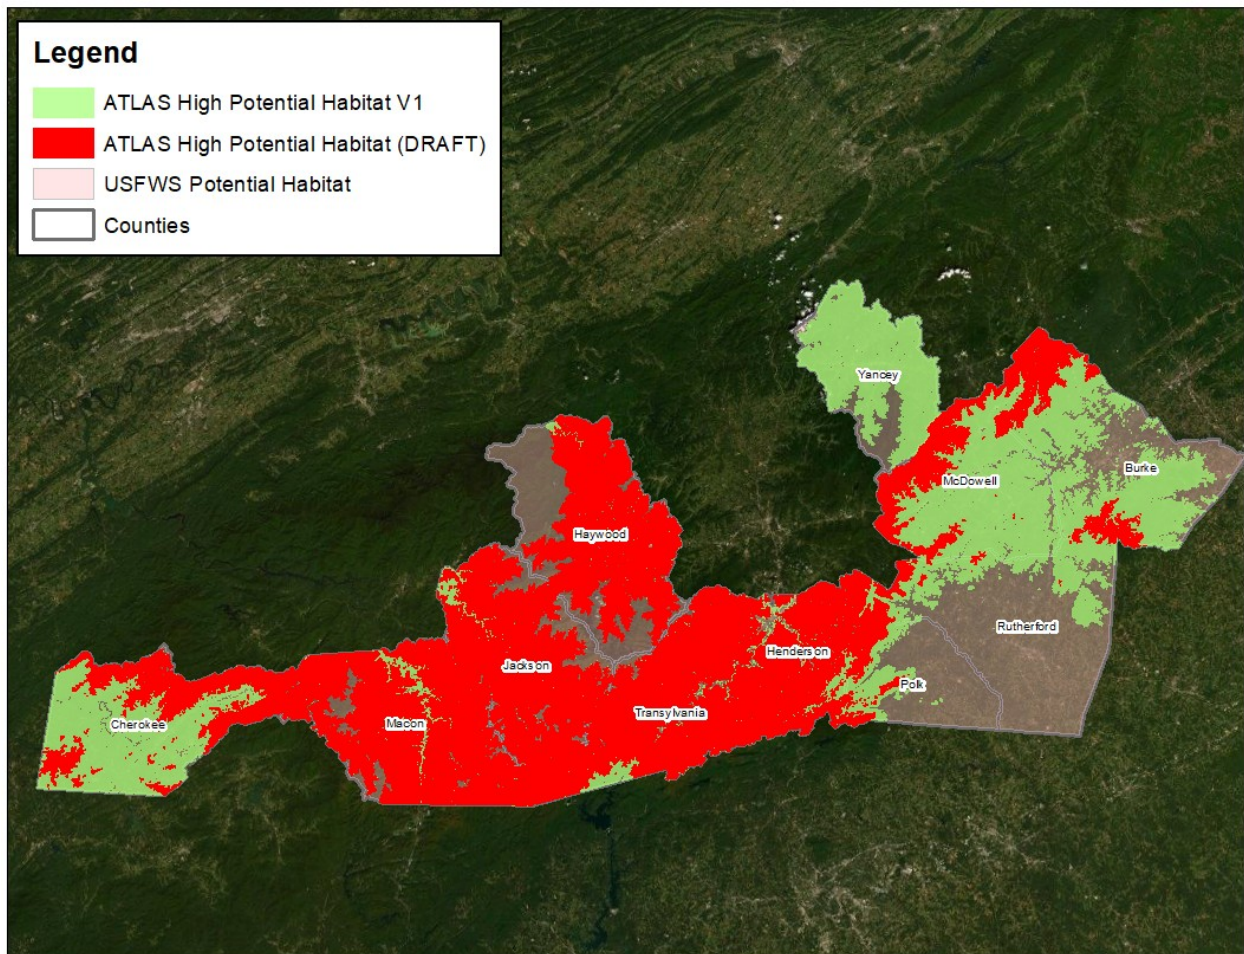 Legend
ATLAS High Potential Habitat V1
ATLAS High Potential Habitat (DRAFT)
USFWS Potential Habitat
Counties
Yancey
McDowell
Burke
Haywood
Rutherford
Henderson
Jackson
Polk
Transylvania
Macon
Cherokee